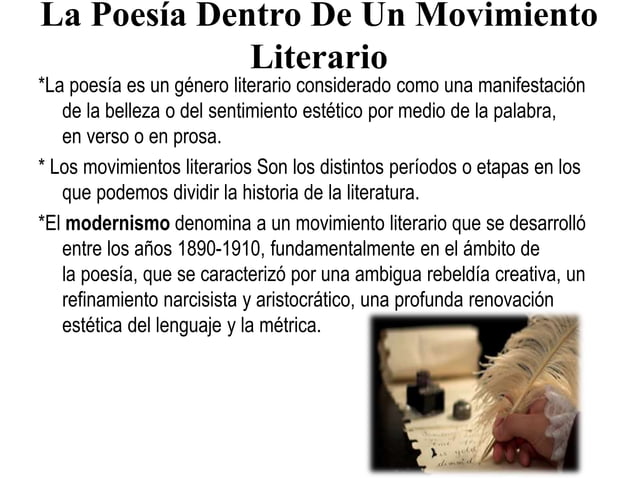 La Poesía Dentro De Un Movimiento
Literario
*La poesía es un género literario considerado como una manifestación
de la belleza o del sentimiento estético por medio de la palabra,
en verso o en prosa.
* Los movimientos literarios Son los distintos períodos o etapas en los
que podemos dividir la historia de la literatura.
*El modernismo denomina a un movimiento literario que se desarrolló
entre los años 1890-1910, fundamentalmente en el ámbito de
la poesía, que se caracterizó por una ambigua rebeldía creativa, un
refinamiento narcisista y aristocrático, una profunda renovación
estética del lenguaje y la métrica.